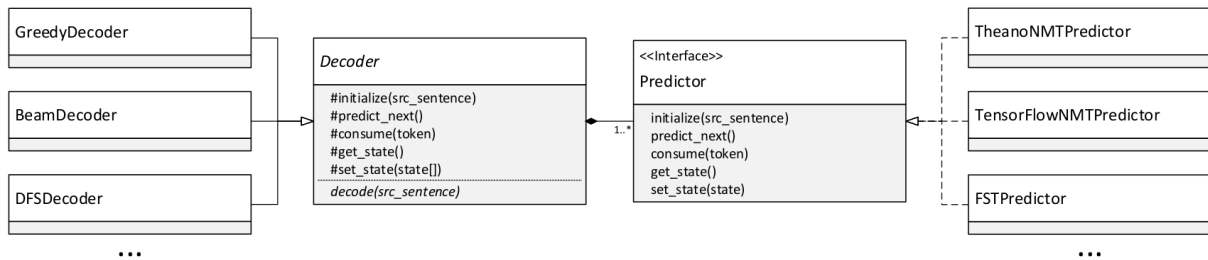 GreedyDecoder
BeamDecoder
DFSDecoder
...
Decoder
#initialize(src_sentence)
#predict_next()
#consume(token)
#get_state()
#set_state(state[])
decode(src_sentence)
1..*
<<Interface>>
Predictor
initialize(src_sentence)
predict_next()
consume(token)
get_state()
set_state(state)
TheanoNMTPredictor
TensorFlowNMTPredictor
FSTPredictor
...